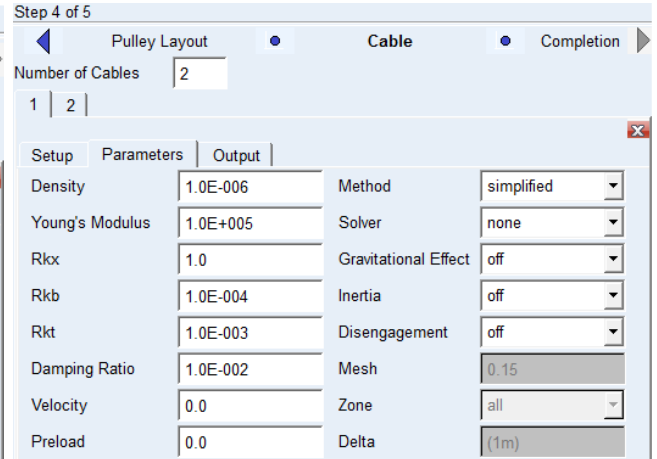 Step 4 of 5
Pulley Layout Cable Completion
Number of Cables 2
1 2
Setup Parameters Output
Density 1.0E-006 Method simplified
Young's Modulus 1.0E+005 Solver none
Rkx 1.0 Gravitational Effect off
Rkb 1.0E-004 Inertia off
Rkt 1.0E-003 Disengagement off
Damping Ratio 1.0E-002 Mesh 0.15
Velocity 0.0 Zone all
Preload 0.0 Delta (1m)